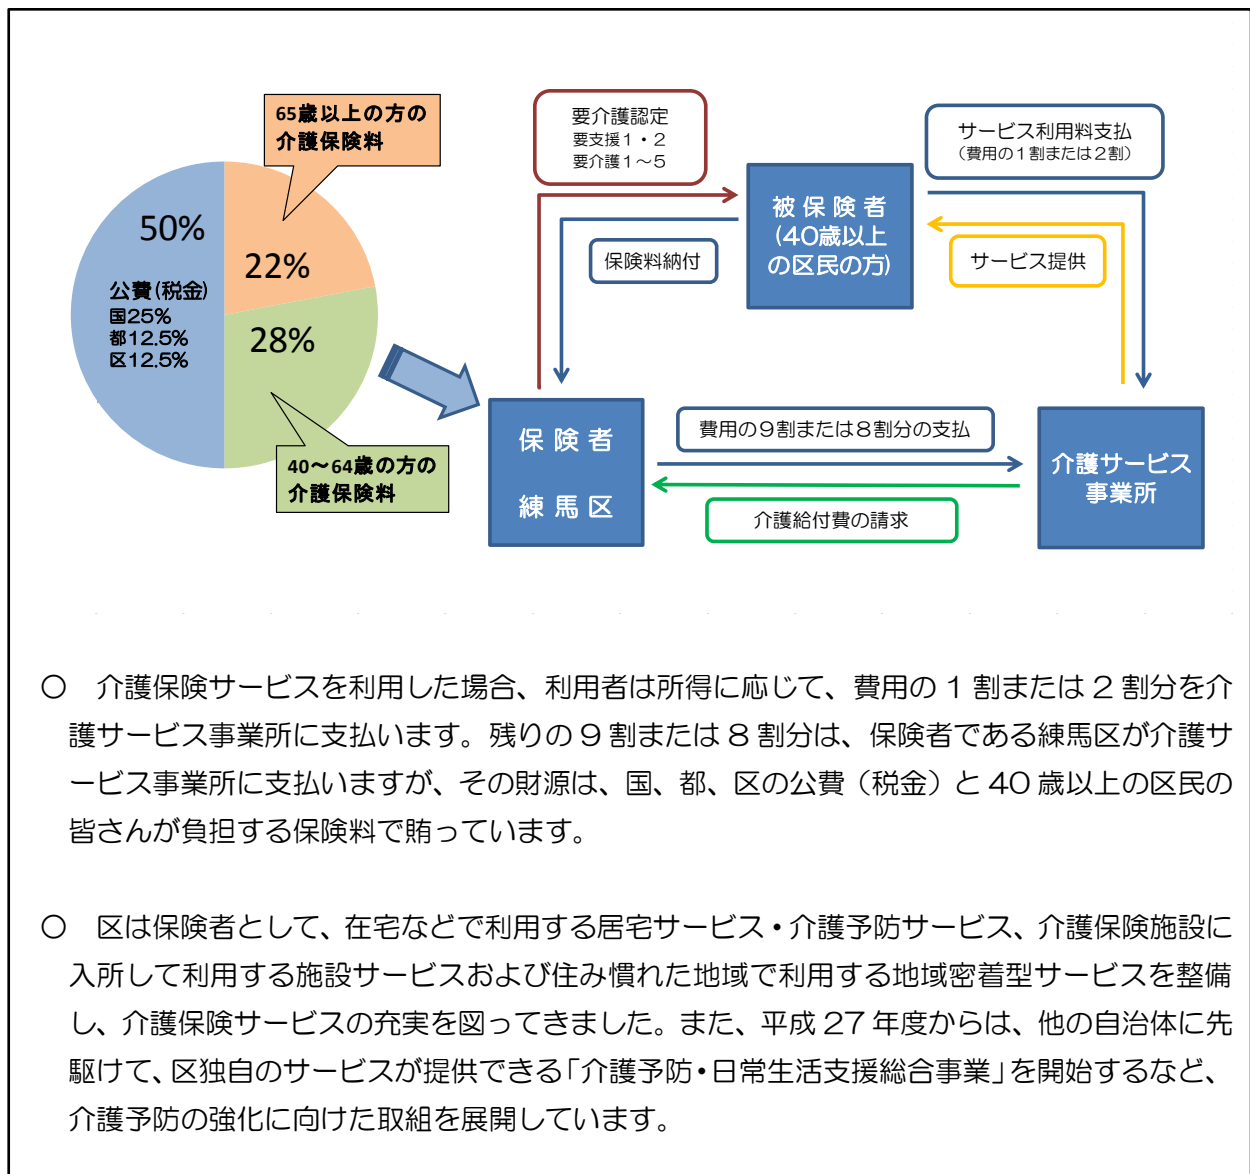 65歳以上の方の
介護保険料
50%
22%
公費(税金)
国25%
都12.5%
区12.5%
28%
40～64歳の方の
介護保険料
要介護認定
要支援１・２
要介護１～５
サービス利用料支払
（費用の１割または２割）
被保険者
(40歳以上
の区民の方)
保険料納付
サービス提供
保険者
練馬区
費用の９割または８割分の支払
介護給付費の請求
介護サービス
事業所
○　介護保険サービスを利用した場合、利用者は所得に応じて、費用の１割または２割分を介
護サービス事業所に支払います。残りの９割または８割分は、保険者である練馬区が介護サ
ービス事業所に支払いますが、その財源は、国、都、区の公費（税金）と40歳以上の区民の
皆さんが負担する保険料で賄っています。
○　区は保険者として、在宅などで利用する居宅サービス・介護予防サービス、介護保険施設に
入所して利用する施設サービスおよび住み慣れた地域で利用する地域密着型サービスを整備
し、介護保険サービスの充実を図ってきました。また、平成27年度からは、他の自治体に先
駆けて、区独自のサービスが提供できる「介護予防・日常生活支援総合事業」を開始するなど、
介護予防の強化に向けた取組を展開しています。